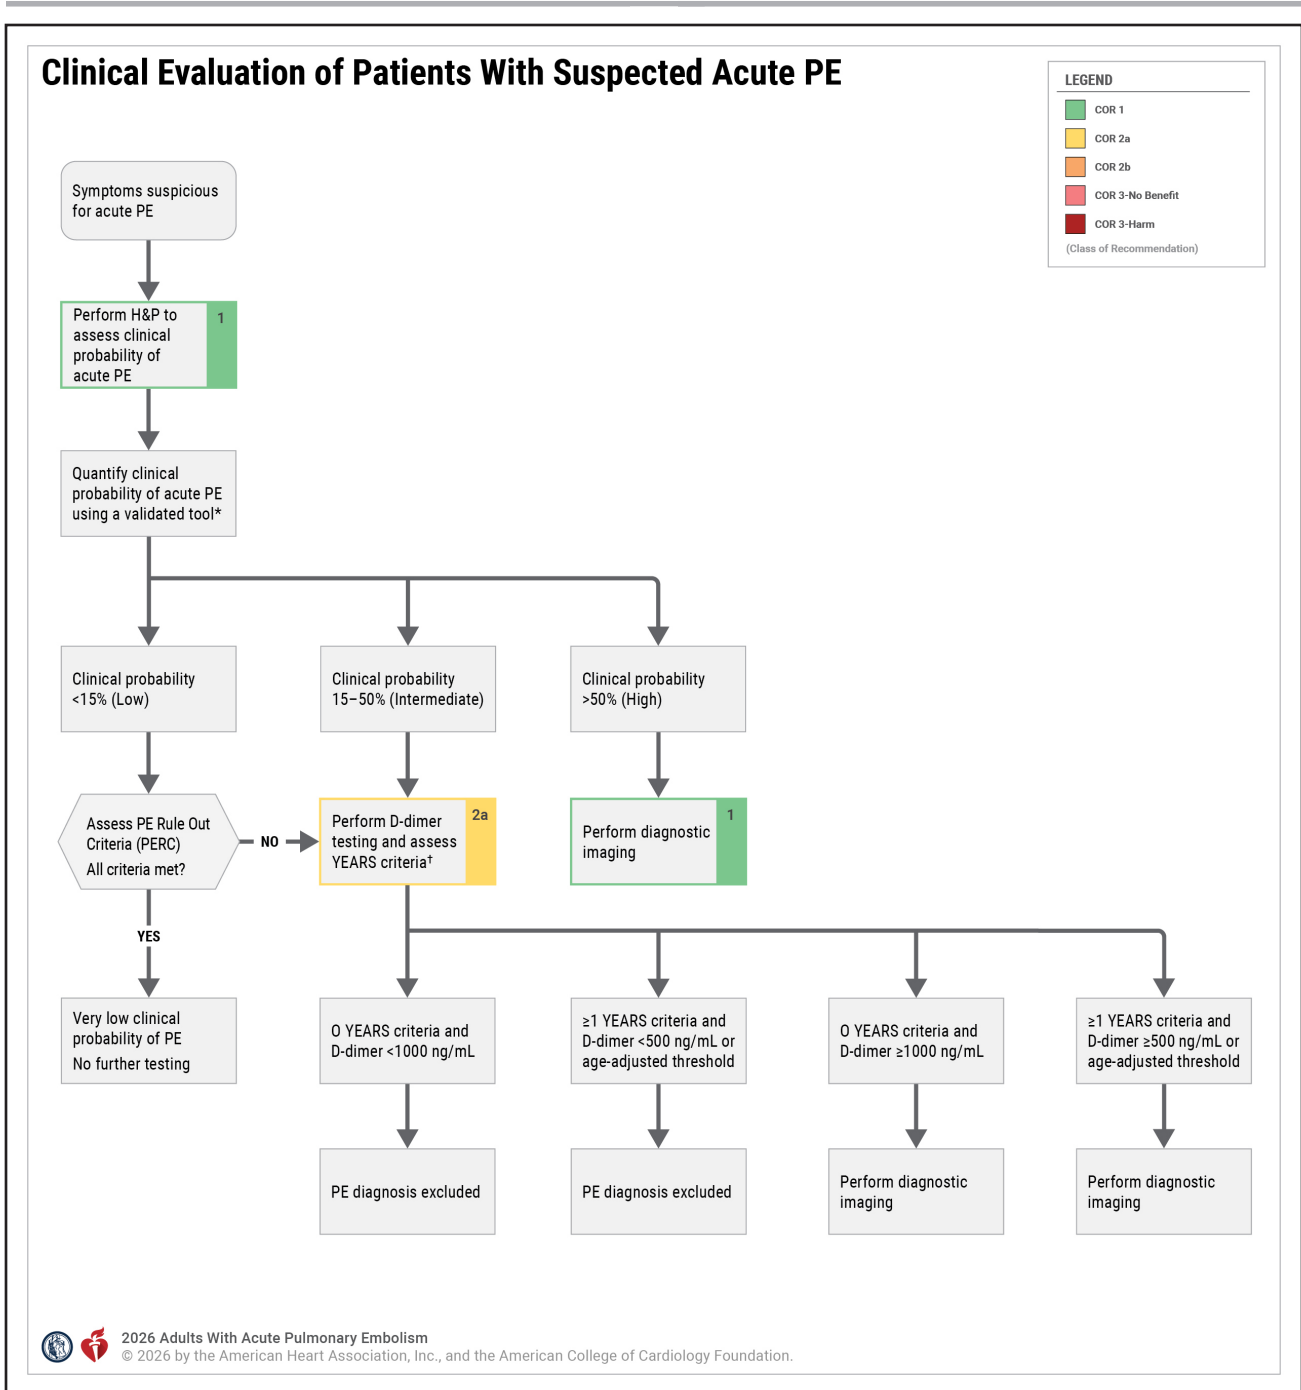 Clinical Evaluation of Patients With Suspected Acute PE
LEGEND
COR 1
COR 2a
COR 2b
COR 3-No Benefit
COR 3-Harm
(Class of Recommendation)
Symptoms suspicious
for acute PE
Perform H&P to
assess clinical
probability of
acute PE
1
Quantify clinical
probability of acute PE
using a validated tool*
Clinical probability
<15% (Low)
Clinical probability
15–50% (Intermediate)
Clinical probability
>50% (High)
Assess PE Rule Out
Criteria (PERC)
All criteria met?
NO
Perform D-dimer
testing and assess
YEARS criteria†
2a
Perform diagnostic
imaging
1
YES
Very low clinical
probability of PE
No further testing
O YEARS criteria and
D-dimer <1000 ng/mL
≥1 YEARS criteria and
D-dimer <500 ng/mL or
age-adjusted threshold
O YEARS criteria and
D-dimer ≥1000 ng/mL
≥1 YEARS criteria and
D-dimer ≥500 ng/mL or
age-adjusted threshold
PE diagnosis excluded
PE diagnosis excluded
Perform diagnostic
imaging
Perform diagnostic
imaging
2026 Adults With Acute Pulmonary Embolism
© 2026 by the American Heart Association, Inc., and the American College of Cardiology Foundation.